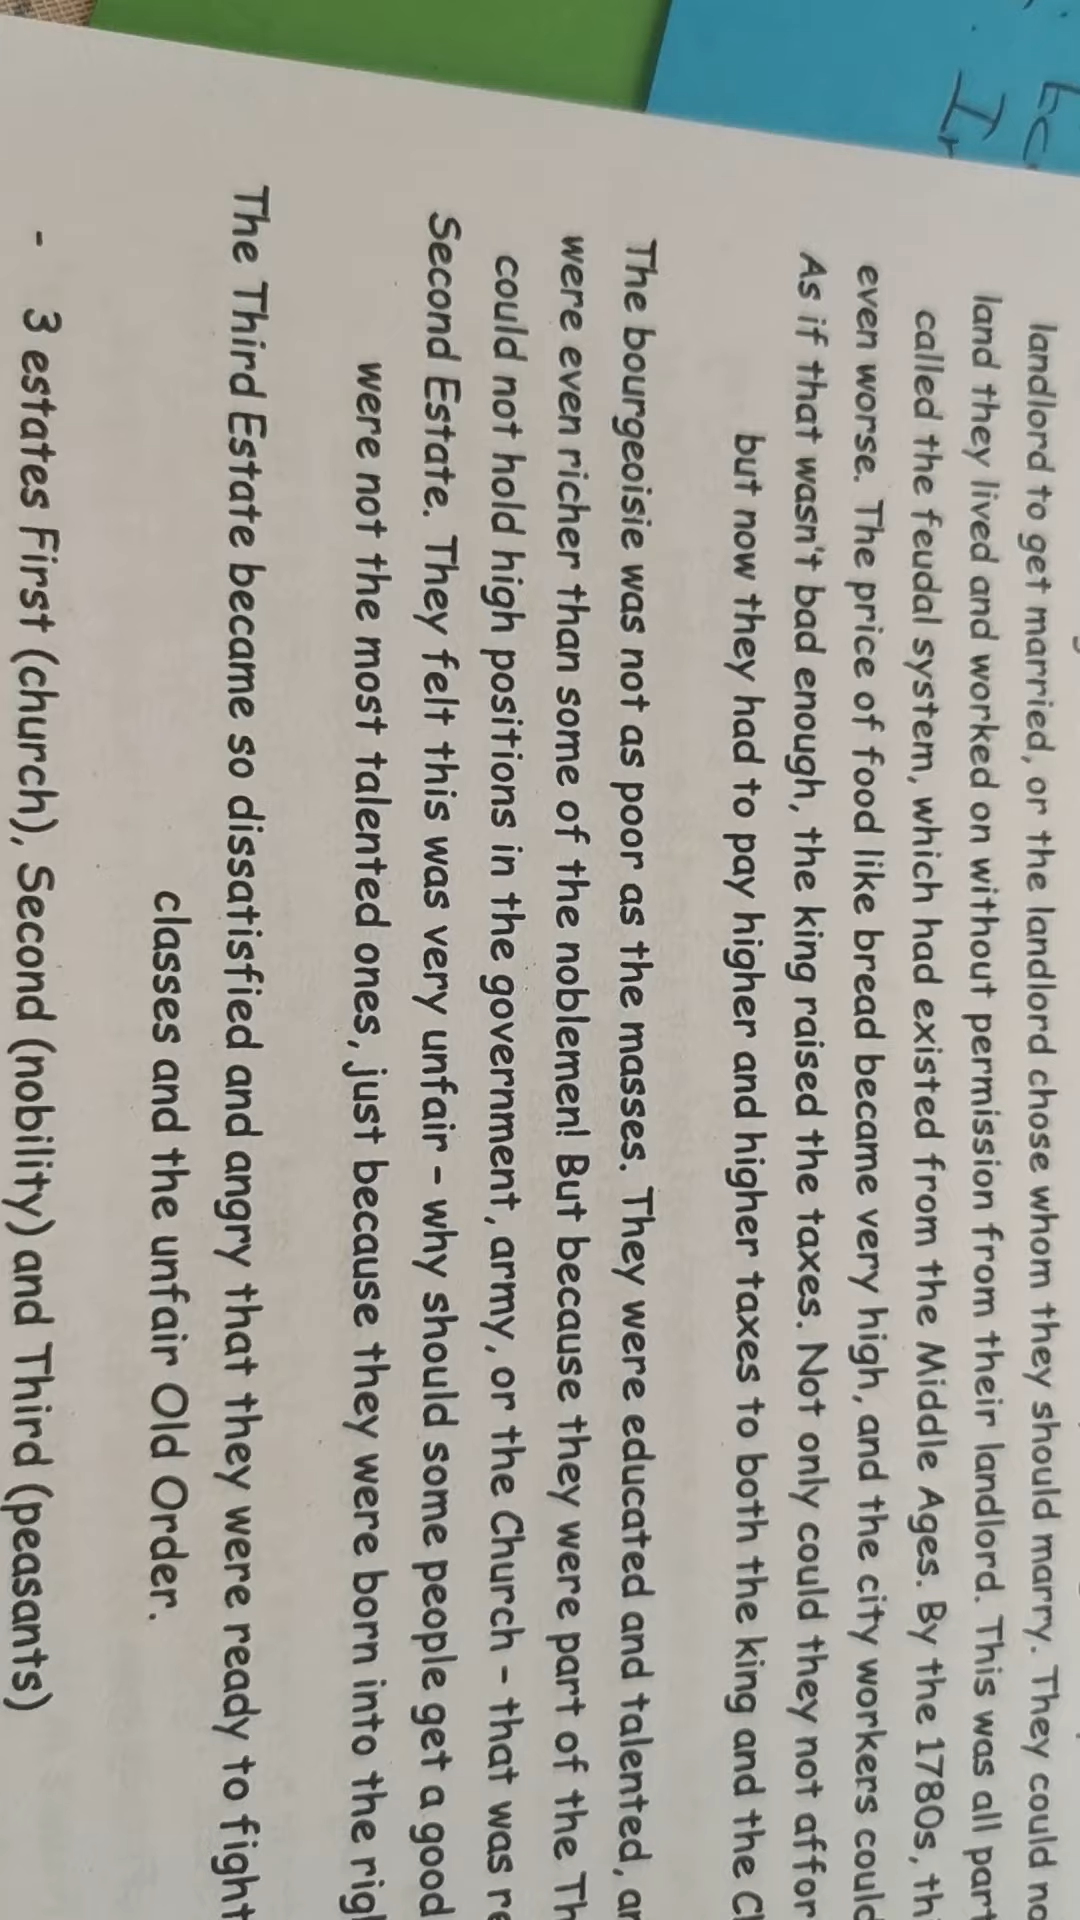 landlord to get married, or the landlord chose whom they should marry. They could
land they lived and worked on without permission from their landlord. This was all part
called the feudal system, which had existed from the Middle Ages. By the 1780s,
even worse. The price of food like bread became very high, and the city workers could
As if that wasn't bad enough, the king raised the taxes. Not only could they not
but now they had to pay higher and higher taxes to both the king and the
The bourgeoisie was not as poor as the masses. They were educated and talented,
were even richer than some of the noblemen! But because they were part of the
could not hold high positions in the government, army, or the Church - that was
Second Estate. They felt this was very unfair - why should some people get a good
were not the most talented ones, just because they were born into the
The Third Estate became so dissatisfied and angry that they were ready to fight
classes and the unfair Old Order.
- 3 estates First (church), Second (nobility) and Third (peasants)